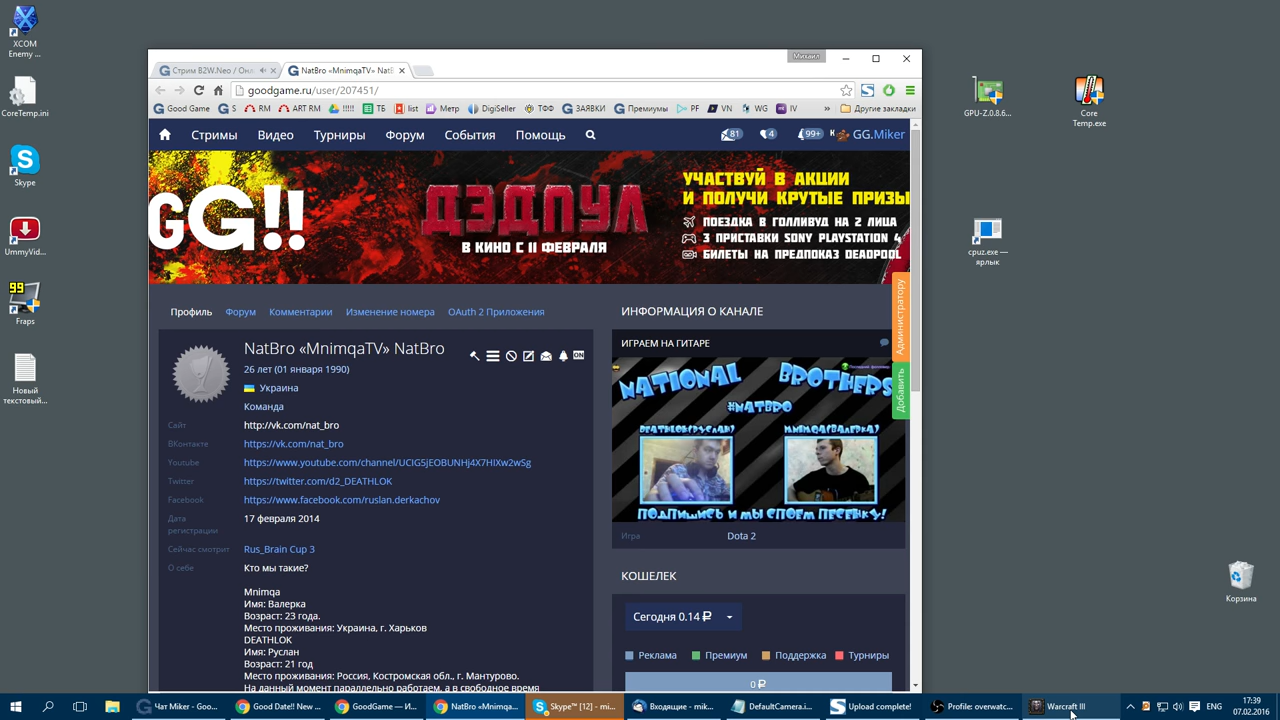 XCOM
Enemy ...
CoreTemp.ini
Skype
UmmyVid...
99
Fraps
Новый
текстовый...
GPU-Z.0.8.6...
Core
Temp.exe
cpuz.exe —
ярлык
Корзина
Михаил
Стрим B2W.Neo / Онл
NatBro «MnimqaTV» NatB
goodgame.ru/user/207451/
Good Game
G S
RM
ART RM
!!!!!
ТБ
list
Метр
DigiSeller
ТФФ
ЗАЯВКИ
Премиумы
PF
VN
WG
IV
»
Другие закладки
Стримы
Видео
Турниры
Форум
События
Помощь
81
4
99+
GG.Miker
GG!!
ДЭДПУЛ
В КИНО С 11 ФЕВРАЛЯ
УЧАСТВУЙ В АКЦИИ
И ПОЛУЧИ КРУТЫЕ ПРИЗЫ
ПОЕЗДКА В ГОЛЛИВУД НА 2 ЛИЦА
3 ПРИСТАВКИ SONY PLAYSTATION 4
БИЛЕТЫ НА ПРЕДПОКАЗ DEADPOOL
Администратору
Добавить
Профиль
Форум
Комментарии
Изменение номера
OAuth 2 Приложения
NatBro «MnimqaTV» NatBro
ON
26 лет (01 января 1990)
Украина
Команда
Сайт http://vk.com/nat_bro
ВКонтакте https://vk.com/nat_bro
Youtube https://www.youtube.com/channel/UCIG5jEOBUNHj4X7HIXw2wSg
Twitter https://twitter.com/d2_DEATHLOK
Facebook https://www.facebook.com/ruslan.derkachov
Дата
регистрации
17 февраля 2014
Сейчас смотрит Rus_Brain Cup 3
О себе Кто мы такие?
Mnimqa
Имя: Валерка
Возраст: 23 года.
Место проживания: Украина, г. Харьков
DEATHLOK
Имя: Руслан
Возраст: 21 год
Место проживания: Россия, Костромская обл., г. Мантурово.
На данный момент параллельно работаем, а в свободное время
ИНФОРМАЦИЯ О КАНАЛЕ
ИГРАЕМ НА ГИТАРЕ
NATIONAL BROTHERS
#NATBRO
DEATHLOK(РУСЛАН) MNIMQA(ВАЛЕРКА)
ПОДПИШИСЬ И МЫ СПОЕМ ПЕСЕНКУ!
Игра Dota 2
КОШЕЛЕК
Сегодня 0.14 ₽
Реклама
Премиум
Поддержка
Турниры
0 ₽
Чат Miker - Goo...
Good Date!! New ...
GoodGame — И...
NatBro «Mnimqa...
Skype™ [12] - mi...
Входящие - mik...
DefaultCamera.i...
Upload complete!
Profile: overwatc...
Warcraft III
ENG
17:39
07.02.2016